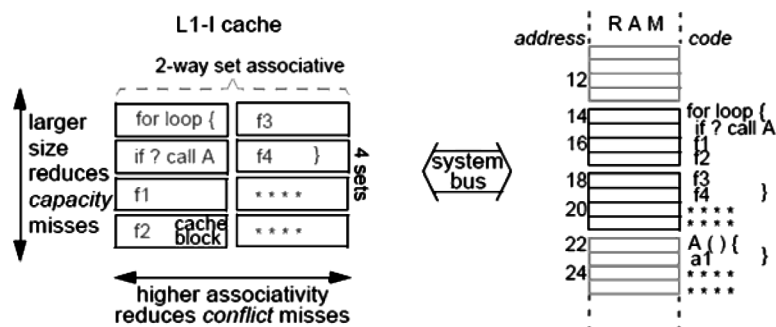 L1-I cache
2-way set associative
larger
size
reduces
capacity
misses
for loop {
f3
if ? call A
f4 }
f1
* * * *
f2
cache
block
* * * *
4 sets
higher associativity
reduces conflict misses
system
bus
RAM
address
code
12
14
for loop {
if ? call A
16
f1
f2
18
f3
f4 }
20
* * * *
* * * *
22
A ( ) {
a1 }
24
* * * *
* * * *